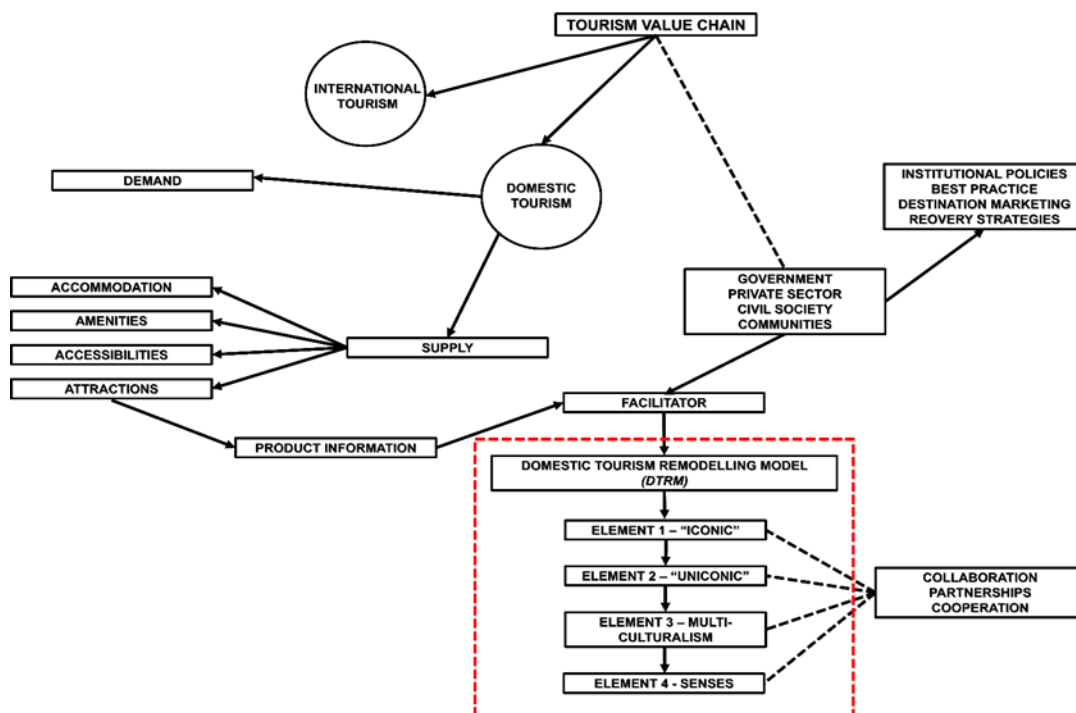 TOURISM VALUE CHAIN
INTERNATIONAL
TOURISM
DEMAND
DOMESTIC
TOURISM
INSTITUTIONAL POLICIES
BEST PRACTICE
DESTINATION MARKETING
REOVERY STRATEGIES
GOVERNMENT
PRIVATE SECTOR
CIVIL SOCIETY
COMMUNITIES
ACCOMMODATION
AMENITIES
ACCESSIBILITIES
ATTRACTIONS
SUPPLY
FACILITATOR
PRODUCT INFORMATION
DOMESTIC TOURISM REMODELLING MODEL
(DTRM)
ELEMENT 1 – “ICONIC”
ELEMENT 2 – “UNICONIC”
ELEMENT 3 – MULTI-
CULTURALISM
ELEMENT 4 - SENSES
COLLABORATION
PARTNERSHIPS
COOPERATION